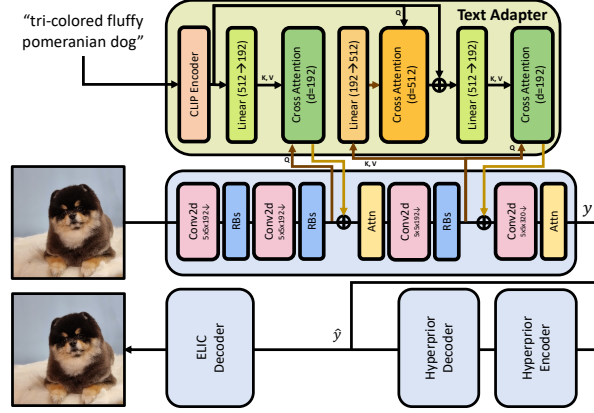 “tri-colored fluffy
pomeranian dog”
Text Adapter
CLIP Encoder
Linear (512→192)
K, V
Cross Attention
(d=192)
Linear (192→512)
Q
Cross Attention
(d=512)
Linear (512→192)
K, V
Cross Attention
(d=192)
Q
K, V
Q
Conv2d
5x5x192↓
RBs
Conv2d
5x5x192↓
RBs
Attn
Conv2d
5x5x192↓
RBs
Conv2d
5x5x320↓
Attn
y
ELIC
Decoder
ŷ
Hyperprior
Decoder
Hyperprior
Encoder